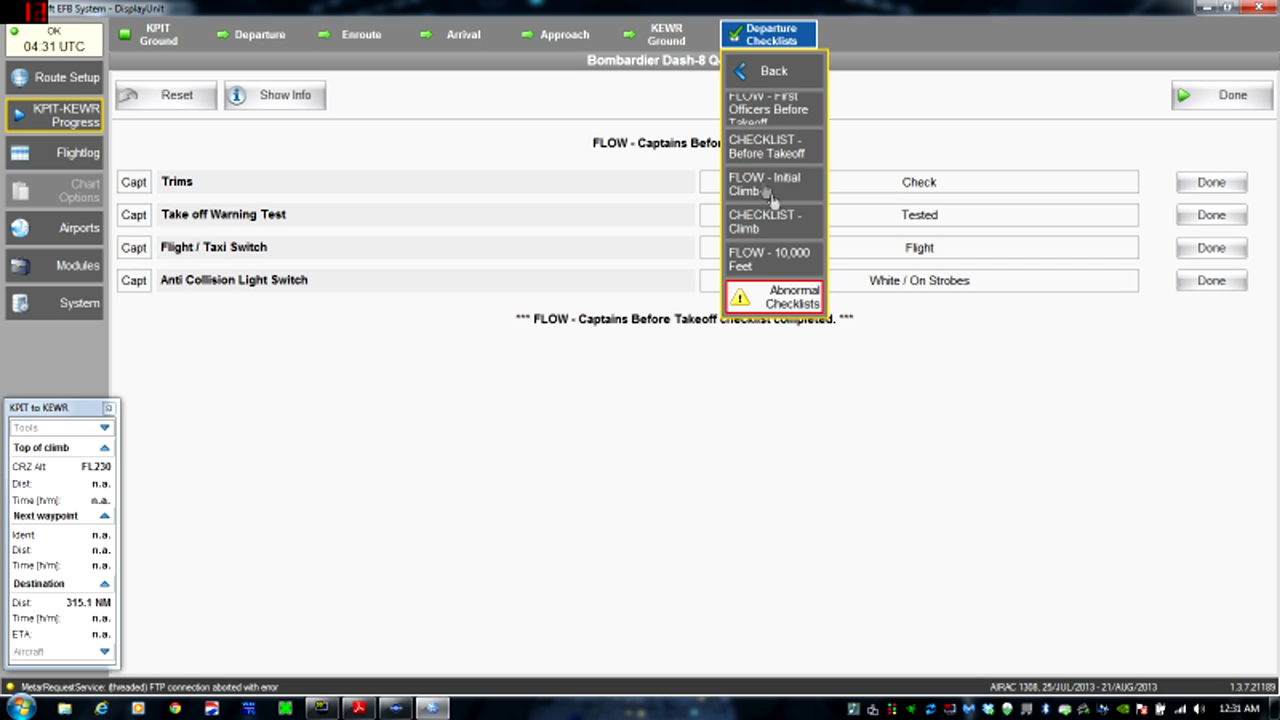 12
ft EFB System - DisplayUnit
OK
04:31 UTC
KPIT
Ground
Departure
Enroute
Arrival
Approach
KEWR
Ground
Departure
Checklists
Bombardier Dash-8 Q
Route Setup
KPIT-KEWR
Progress
Flightlog
Chart
Options
Airports
Modules
System
Reset
Show Info
Done
Back
FLOW - First
Officers Before
Takeoff
CHECKLIST -
Before Takeoff
FLOW - Initial
Climb
CHECKLIST -
Climb
FLOW - 10,000
Feet
Abnormal
Checklists
FLOW - Captains Befor
Capt Trims Check Done
Capt Take off Warning Test Tested Done
Capt Flight / Taxi Switch Flight Done
Capt Anti Collision Light Switch White / On Strobes Done
*** FLOW - Captains Before Takeoff checklist completed. ***
KPIT to KEWR
Tools
Top of climb
CRZ Alt FL230
Dist: n.a.
Time [h/m]: n.a.
Next waypoint
Ident n.a.
Dist: n.a.
Time [h/m]: n.a.
Destination
Dist: 315.1 NM
Time [h/m]: n.a.
ETA: n.a.
Aircraft
MetarRequestService: (threaded) FTP connection aborted with error
AIRAC 1308, 25/JUL/2013 - 21/AUG/2013
1.3.7.21189
12:31 AM